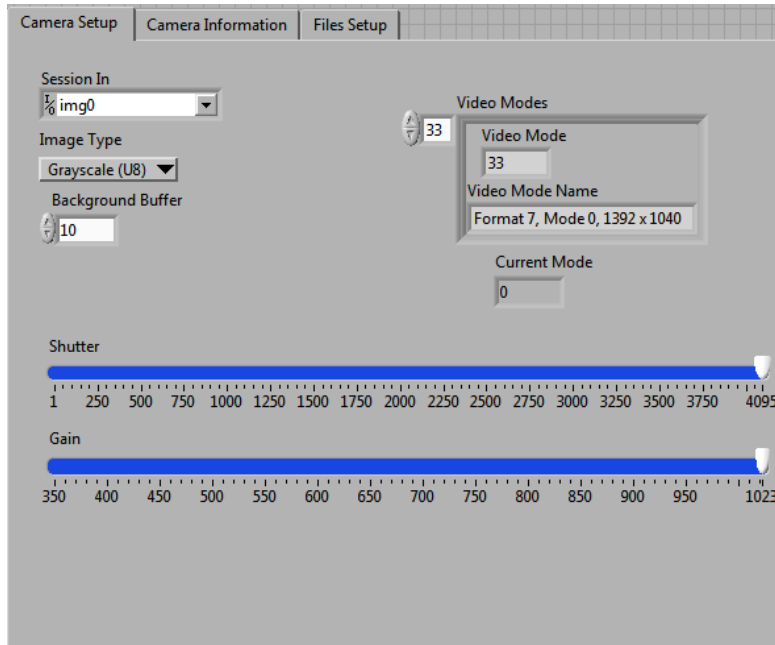 Camera Setup
Camera Information
Files Setup
Session In
I/O img0
Image Type
Grayscale (U8)
Background Buffer
10
Video Modes
33
Video Mode
33
Video Mode Name
Format 7, Mode 0, 1392 x 1040
Current Mode
0
Shutter
1 250 500 750 1000 1250 1500 1750 2000 2250 2500 2750 3000 3250 3500 3750 4095
Gain
350 400 450 500 550 600 650 700 750 800 850 900 950 1023